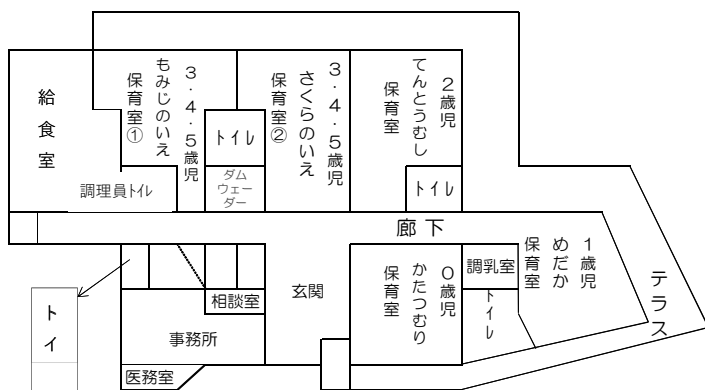 給食室
３・４・５歳児
もみじのいえ
保育室①
トイレ
ダム
ウェー
ダー
３・４・５歳児
さくらのいえ
保育室②
２歳児
てんとうむし
保育室
トイレ
調理員トイレ
廊下
１歳児
めだか
保育室
テラス
調乳室
トイレ
０歳児
かたつむり
保育室
玄関
相談室
事務所
医務室
トイ